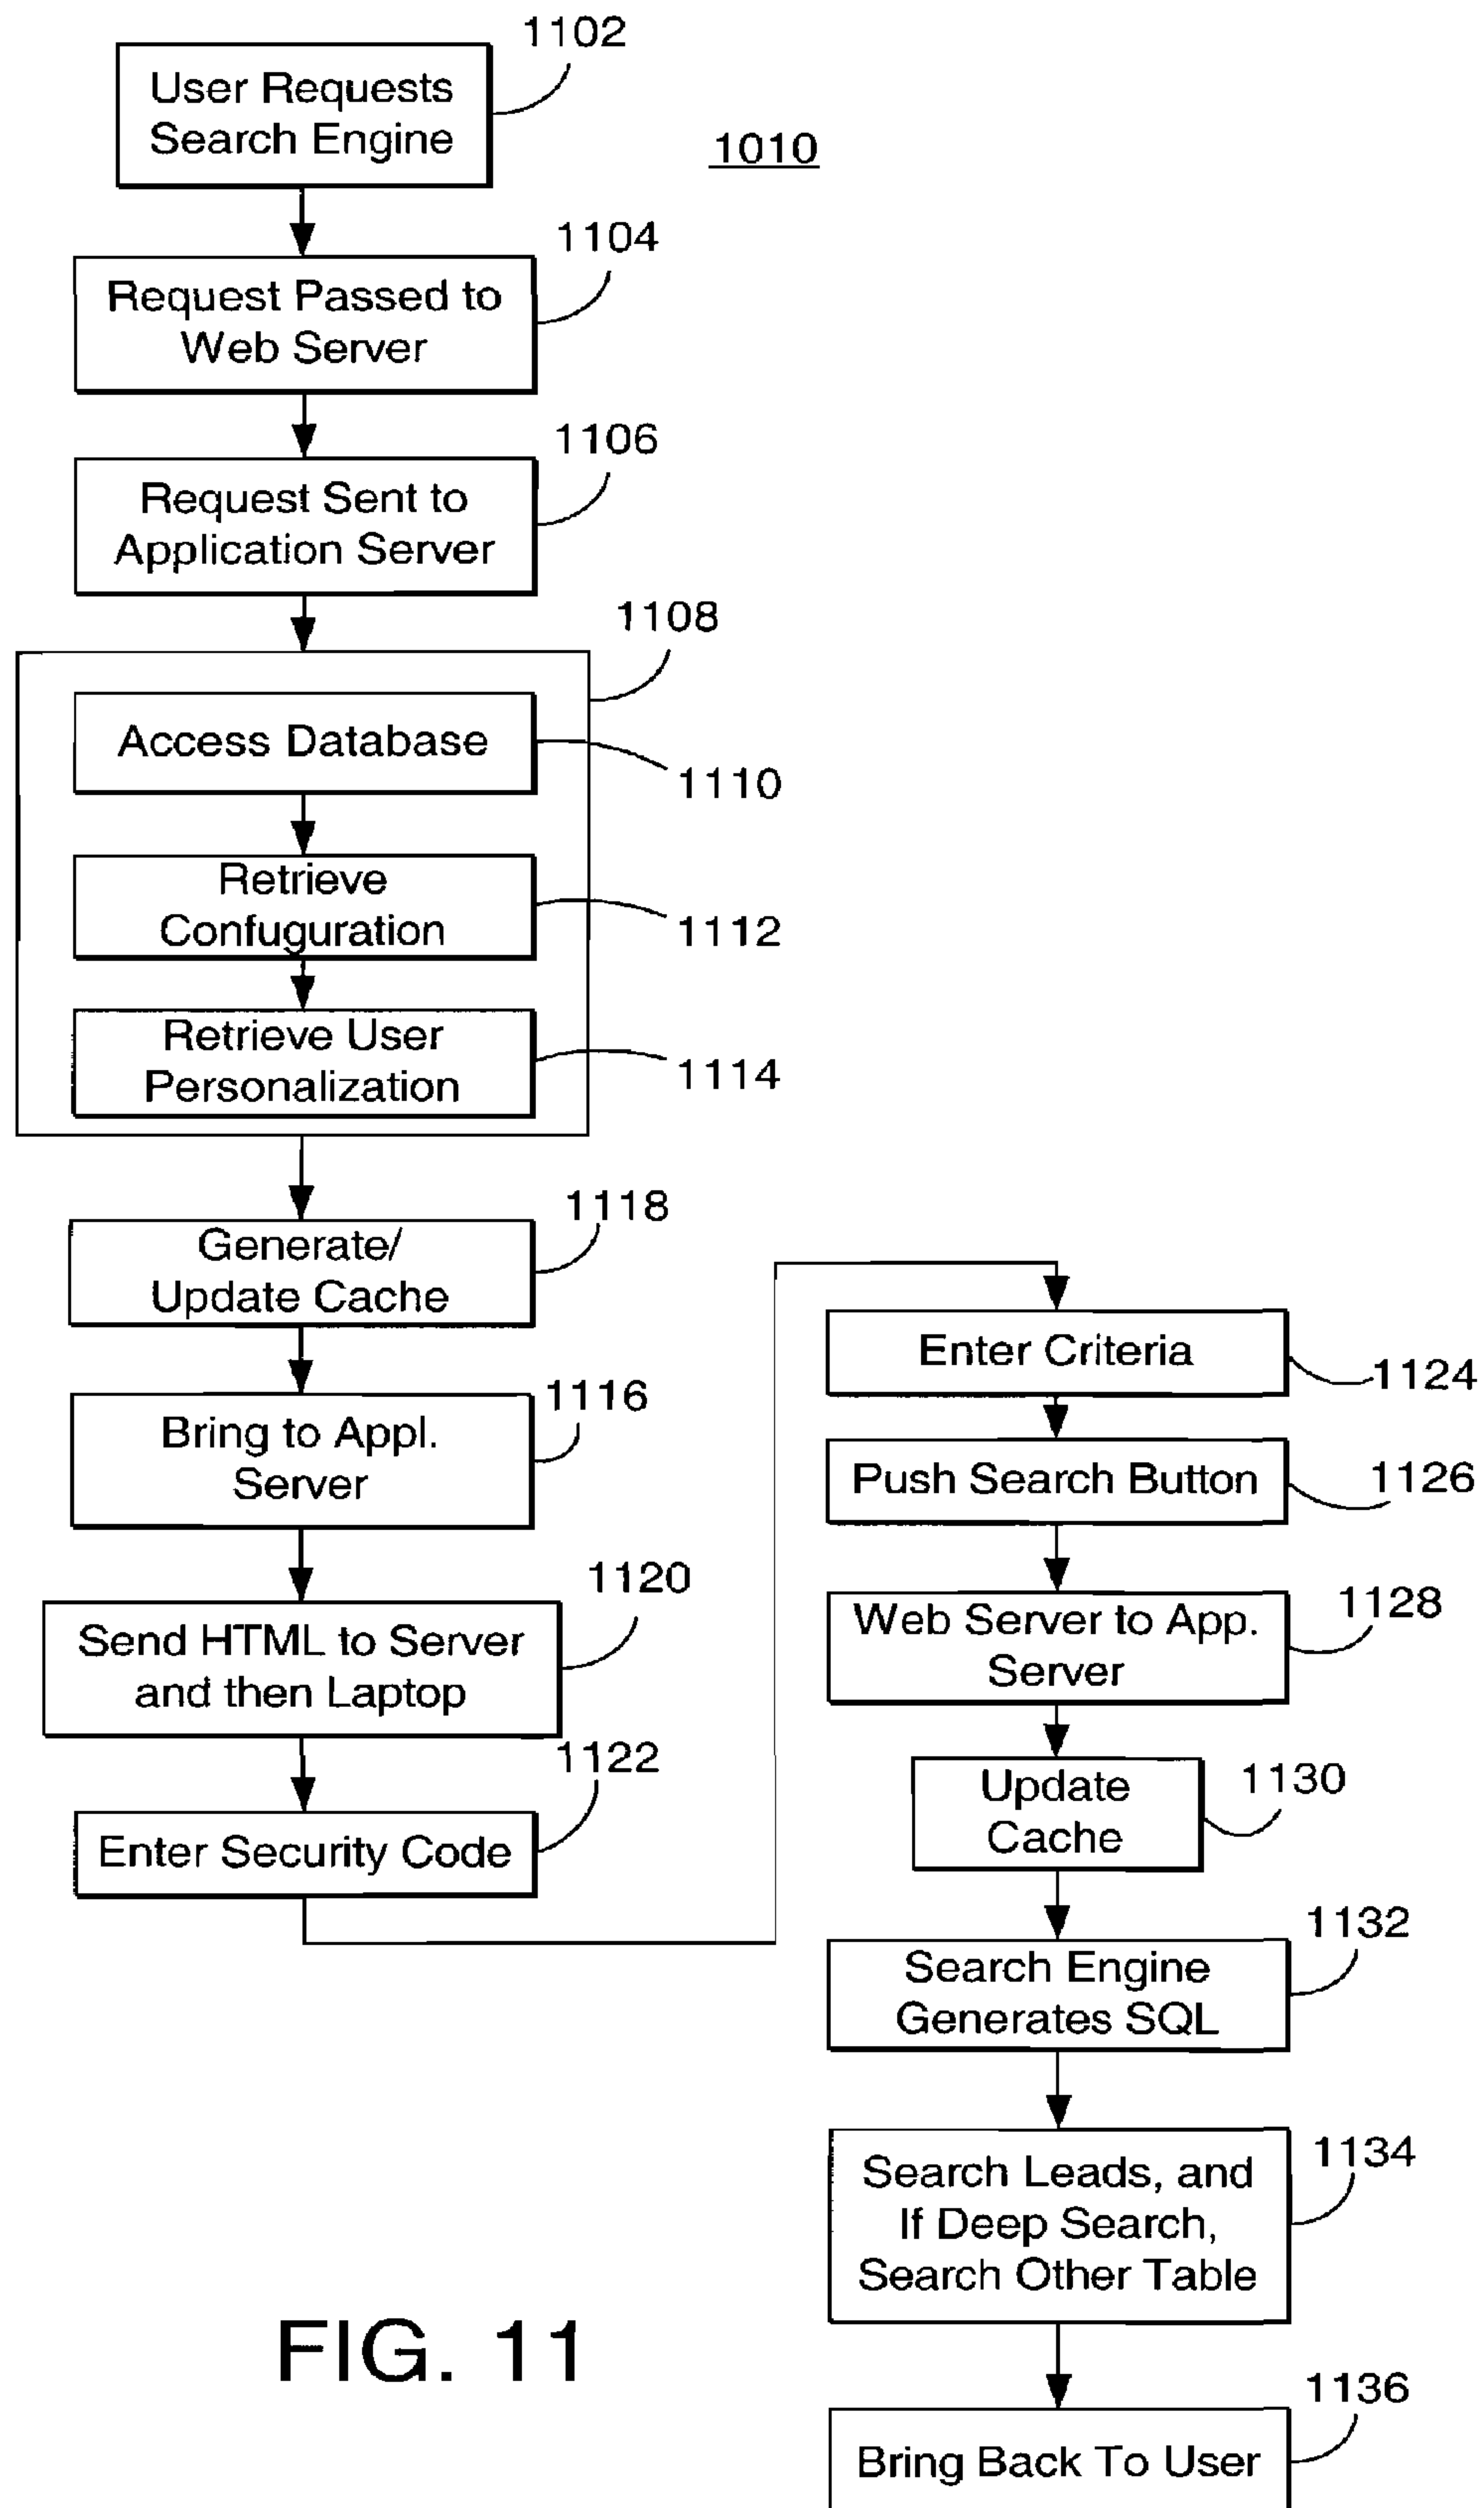 1102
User Requests
Search Engine
1010
1104
Request Passed to
Web Server
1106
Request Sent to
Application Server
1108
Access Database
1110
Retrieve
Confuguration
1112
Retrieve User
Personalization
1114
1118
Generate/
Update Cache
1116
Bring to Appl.
Server
1120
Send HTML to Server
and then Laptop
1122
Enter Security Code
Enter Criteria
1124
Push Search Button
1126
Web Server to App.
Server
1128
Update
Cache
1130
1132
Search Engine
Generates SQL
1134
Search Leads, and
If Deep Search,
Search Other Table
1136
Bring Back To User
FIG. 11